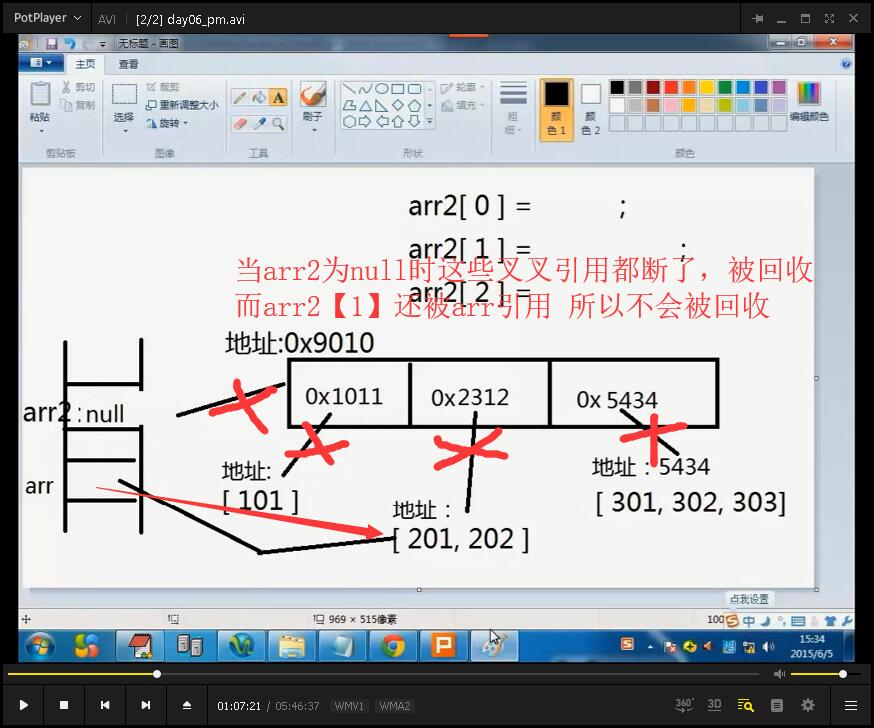 PotPlayer AVI [2/2] day06_pm.avi
无标题 - 画图
主页 查看
粘贴 剪切 复制 剪贴板
选择 裁剪 重新调整大小 旋转 图像
工具
刷子
形状 轮廓 填充
粗细
颜色 1 颜色 2 颜色 编辑颜色
arr2[ 0 ] = ;
arr2[ 1 ] = ;
当arr2为null时这些叉叉引用都断了，被回收
arr2[ 2 ] =
而arr2【1】还被arr引用 所以不会被回收
地址:0x9010
0x1011 0x2312 0x 5434
arr2: null
地址: 地址：5434
arr [ 101 ] [ 301, 302, 303]
地址：
[ 201, 202 ]
点我设置
969 × 515像素 100
中
15:34
2015/6/5
01:07:21 / 05:46:37 WMV1 WMA2 360° 3D